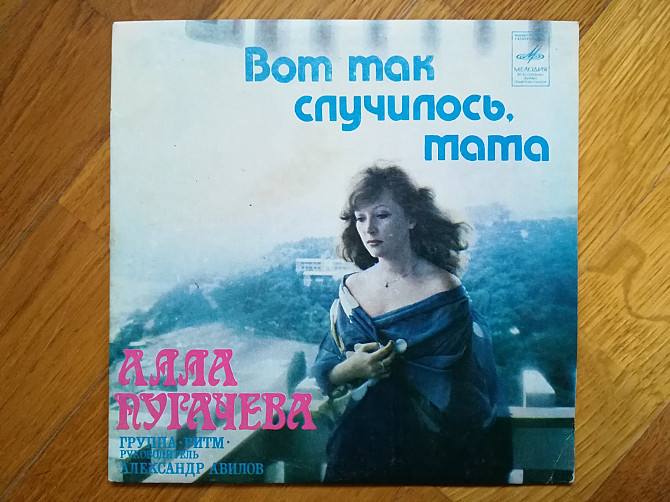 Вот так
случилось,
мама
МЕЛОДИЯ
АЛЛА
ПУГАЧЕВА
ГРУППА «РИТМ»
РУКОВОДИТЕЛЬ
АЛЕКСАНДР АВИЛОВ